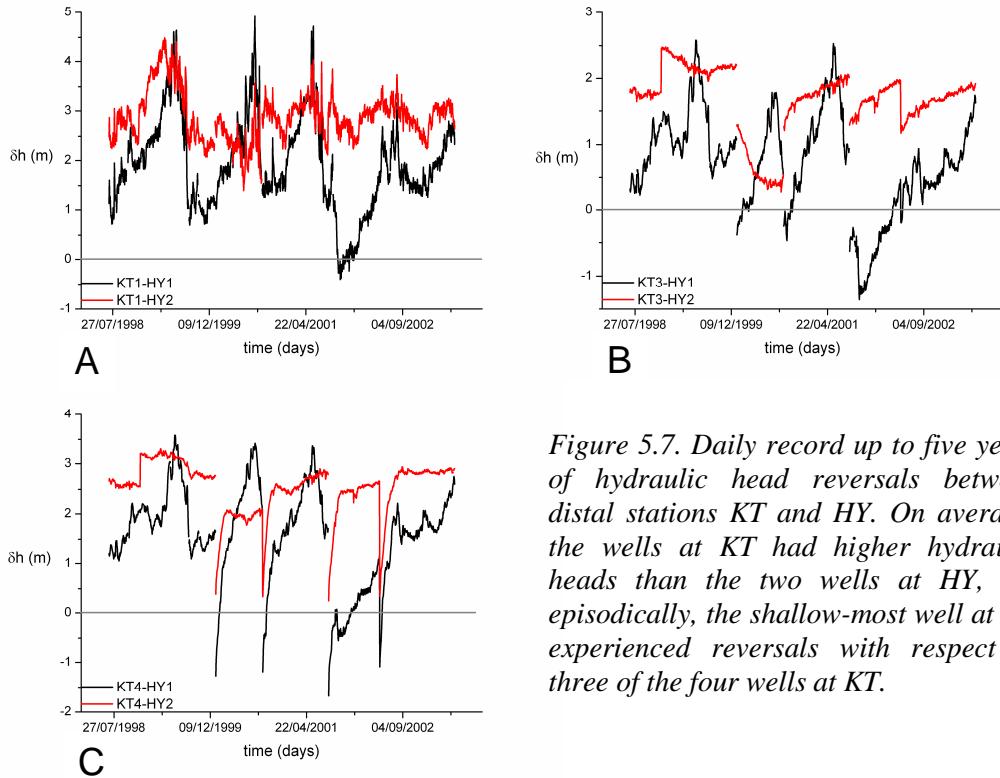 5
4
3
2
1
0
-1
δh (m)
KT1-HY1
KT1-HY2
27/07/1998 09/12/1999 22/04/2001 04/09/2002
time (days)
A
3
2
1
0
-1
δh (m)
KT3-HY1
KT3-HY2
27/07/1998 09/12/1999 22/04/2001 04/09/2002
time (days)
B
4
3
2
1
0
-1
-2
δh (m)
KT4-HY1
KT4-HY2
27/07/1998 09/12/1999 22/04/2001 04/09/2002
time (days)
C
Figure 5.7. Daily record up to five ye
of hydraulic head reversals betwe
distal stations KT and HY. On avera
the wells at KT had higher hydrau
heads than the two wells at HY,
episodically, the shallow-most well at
experienced reversals with respect
three of the four wells at KT.